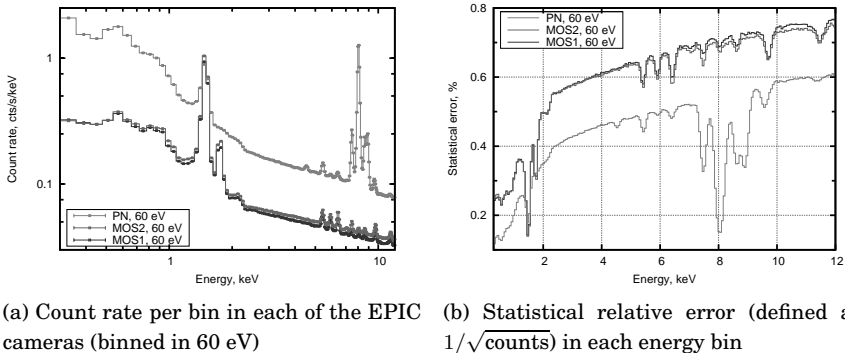 1
0.1
Count rate, cts/s/keV
PN, 60 eV
MOS2, 60 eV
MOS1, 60 eV
1
10
Energy, keV
(a) Count rate per bin in each of the EPIC
cameras (binned in 60 eV)
(b)
PN, 60 eV
MOS2, 60 eV
MOS1, 60 eV
0.8
0.6
0.4
0.2
Statistical error, %
2
4
6
8
10
12
Energy, keV
(b) Statistical relative error (defined a
1/√counts) in each energy bin